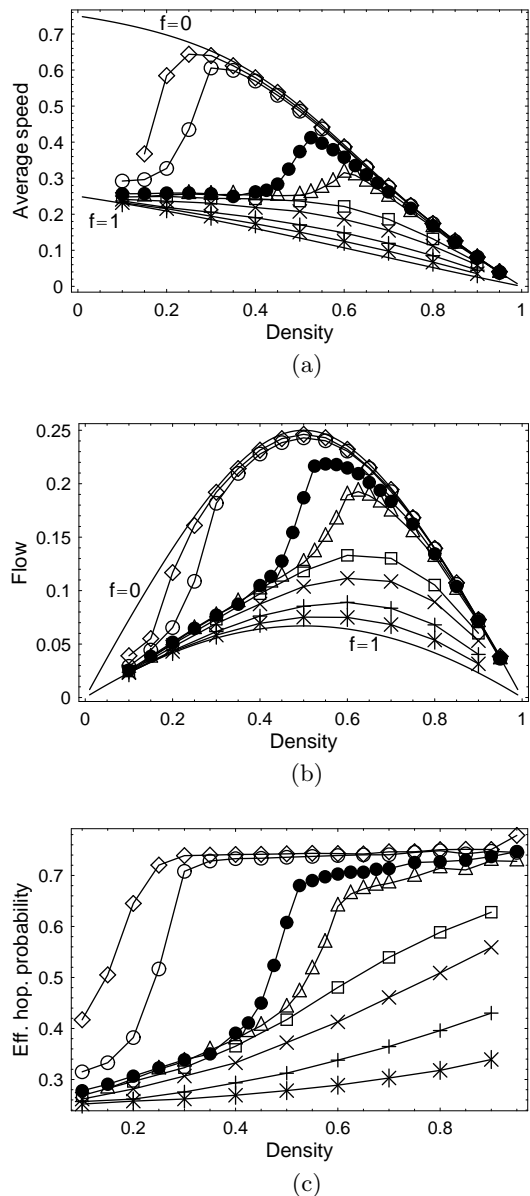 f=0
0.7
0.6
0.5
0.4
0.3
0.2
0.1
0
Average speed
f=1
0 0.2 0.4 0.6 0.8 1
Density
(a)
0.25
0.2
0.15
0.1
0.05
0
Flow
f=0
f=1
0 0.2 0.4 0.6 0.8 1
Density
(b)
0.7
0.6
0.5
0.4
0.3
Eff. hop. probability
0.2 0.4 0.6 0.8
Density
(c)